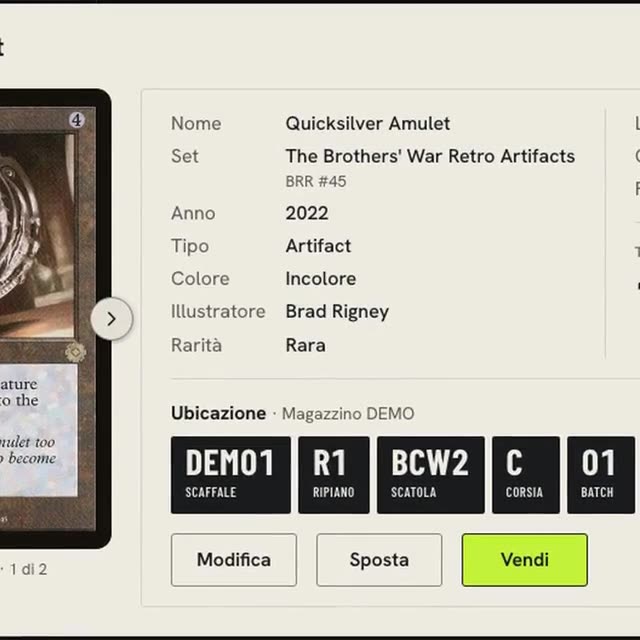 t
4
ature
to the
mulet too
o become
· 1 di 2
Nome Quicksilver Amulet
Set The Brothers' War Retro Artifacts
BRR #45
Anno 2022
Tipo Artifact
Colore Incolore
Illustratore Brad Rigney
Rarità Rara
Ubicazione · Magazzino DEMO
DEM01 R1 BCW2 C 01
SCAFFALE RIPIANO SCATOLA CORSIA BATCH
Modifica Sposta Vendi